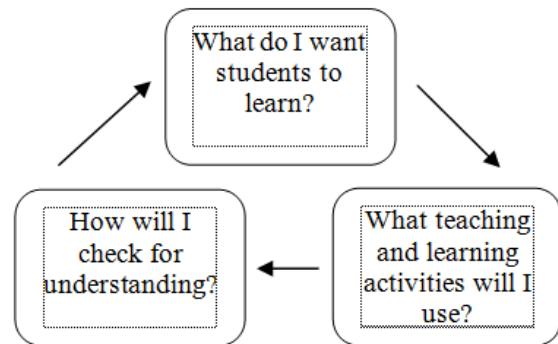 What do I want
students to
learn?
How will I
check for
understanding?
What teaching
and learning
activities will I
use?